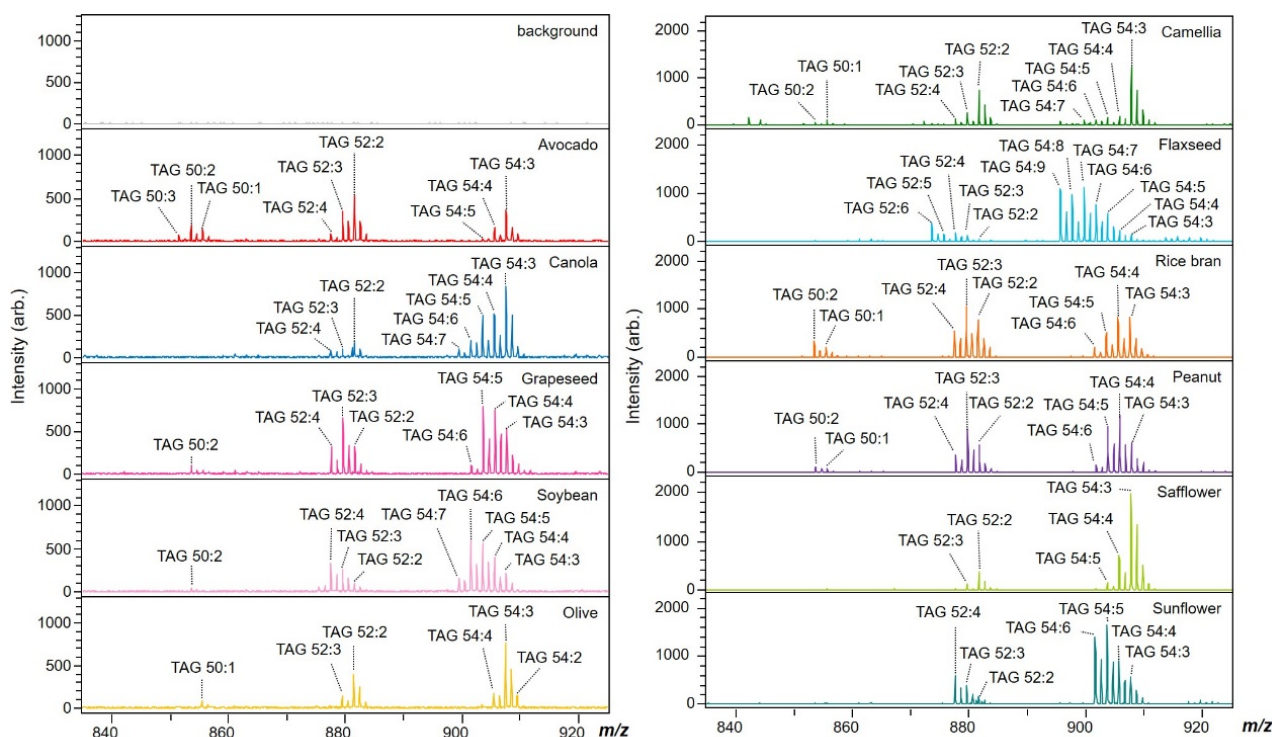 background
1000
500
0
Avocado
TAG 52:2
TAG 50:2
TAG 52:3
TAG 54:3
TAG 50:3
TAG 50:1
TAG 54:4
TAG 52:4
TAG 54:5
1000
500
0
Canola
TAG 54:3
TAG 54:4
TAG 52:2
TAG 54:5
TAG 52:3
TAG 54:6
TAG 52:4
TAG 54:7
1000
500
0
Grapeseed
TAG 54:5
TAG 52:3
TAG 54:4
TAG 52:4
TAG 52:2
TAG 54:3
TAG 54:6
TAG 50:2
1000
500
0
Soybean
TAG 54:6
TAG 52:4
TAG 54:7
TAG 54:5
TAG 52:3
TAG 54:4
TAG 50:2
TAG 52:2
TAG 54:3
1000
500
0
Olive
TAG 54:3
TAG 52:2
TAG 54:4
TAG 52:3
TAG 54:2
TAG 50:1
1000
500
0
840
860
880
900
920
m/z
Intensity (arb.)
Camellia
TAG 54:3
TAG 52:2
TAG 54:4
TAG 50:1
TAG 52:3
TAG 54:5
TAG 50:2
TAG 52:4
TAG 54:6
TAG 54:7
2000
1000
0
Flaxseed
TAG 54:8
TAG 54:7
TAG 52:4
TAG 54:9
TAG 54:6
TAG 52:5
TAG 52:3
TAG 54:5
TAG 52:6
TAG 52:2
TAG 54:4
TAG 54:3
2000
1000
0
Rice bran
TAG 52:3
TAG 52:4
TAG 52:2
TAG 54:4
TAG 50:2
TAG 54:5
TAG 54:3
TAG 50:1
TAG 54:6
2000
1000
0
Peanut
TAG 52:3
TAG 54:4
TAG 52:4
TAG 52:2
TAG 54:5
TAG 54:3
TAG 50:2
TAG 54:6
TAG 50:1
2000
1000
0
Safflower
TAG 54:3
TAG 52:2
TAG 54:4
TAG 52:3
TAG 54:5
2000
1000
0
Sunflower
TAG 52:4
TAG 54:5
TAG 54:6
TAG 54:4
TAG 52:3
TAG 54:3
TAG 52:2
2000
1000
0
840
860
880
900
920
m/z
Intensity (arb.)